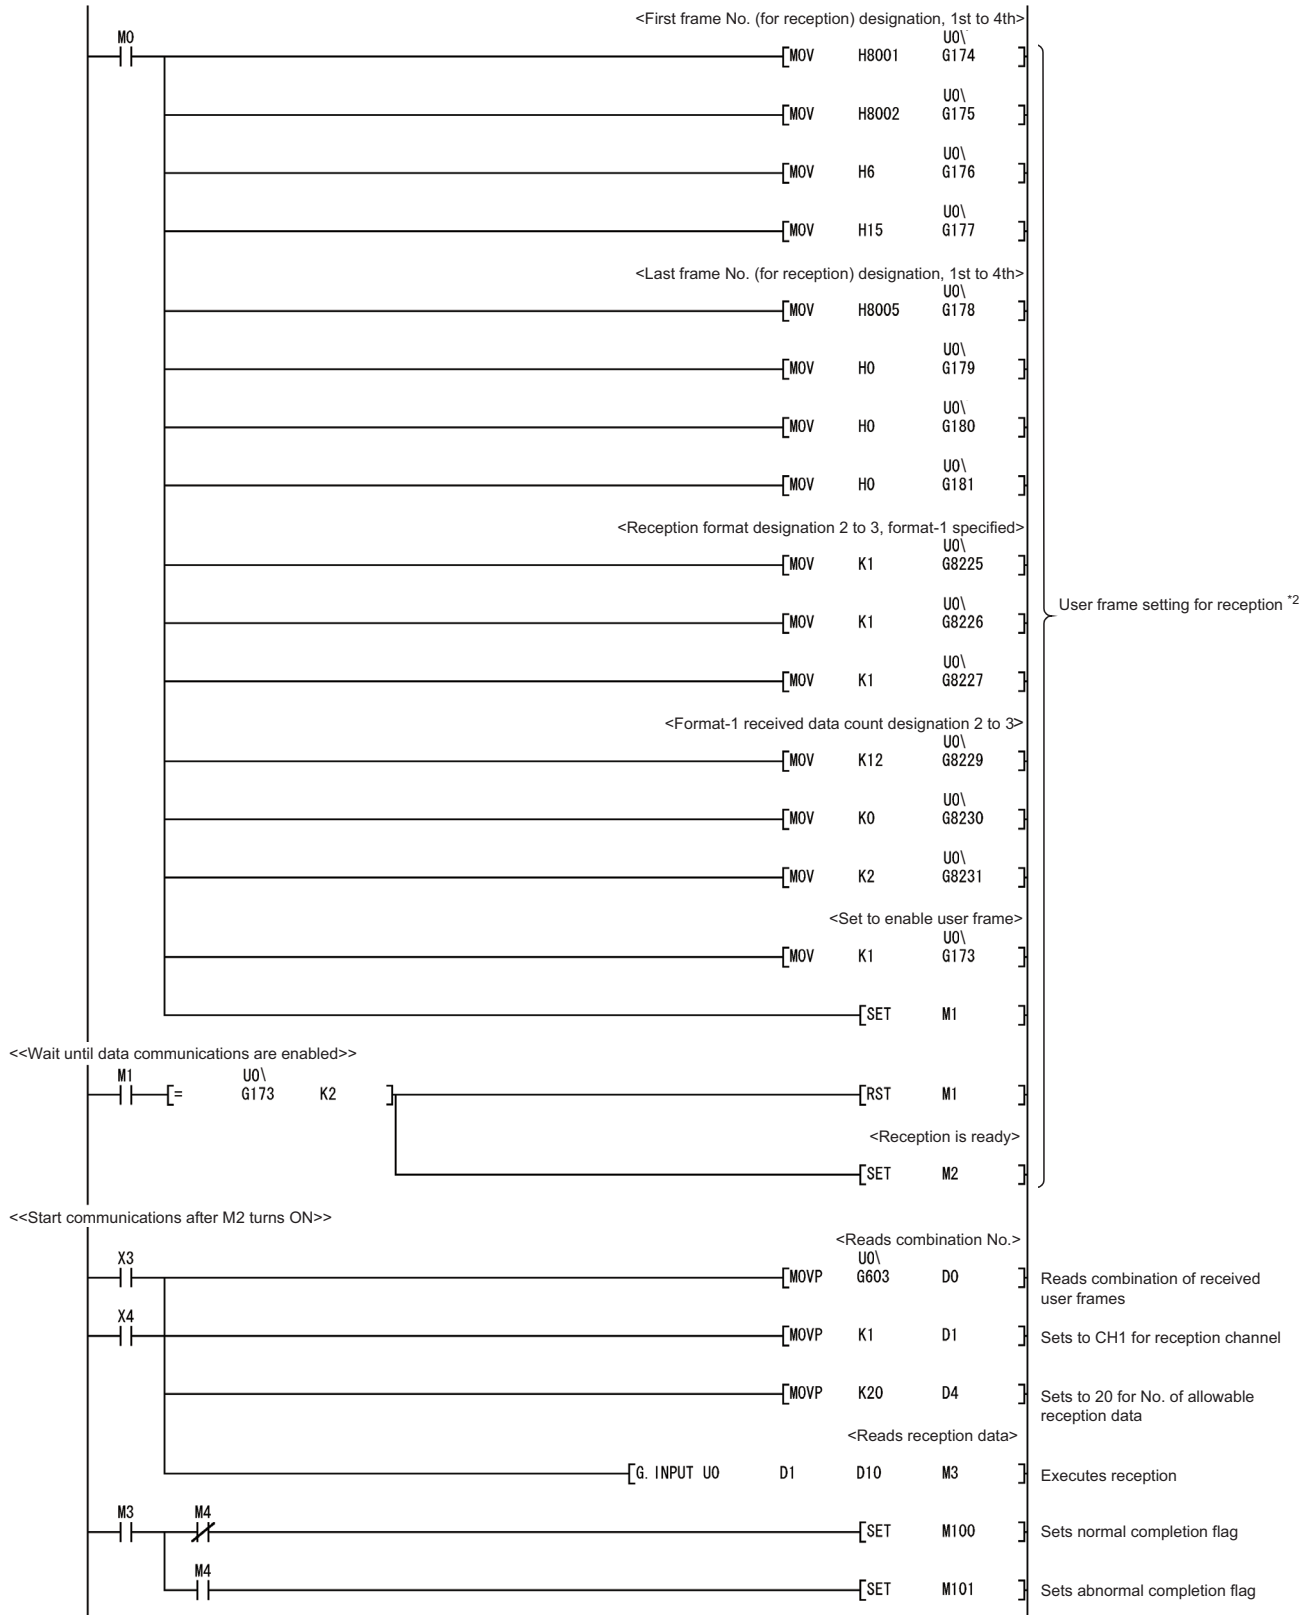 <First frame No. (for reception) designation, 1st to 4th>
M0
U0\
[MOV H8001 G174 ]
U0\
[MOV H8002 G175 ]
U0\
[MOV H6 G176 ]
U0\
[MOV H15 G177 ]
<Last frame No. (for reception) designation, 1st to 4th>
U0\
[MOV H8005 G178 ]
U0\
[MOV H0 G179 ]
U0\
[MOV H0 G180 ]
U0\
[MOV H0 G181 ]
<Reception format designation 2 to 3, format-1 specified>
U0\
[MOV K1 G8225 ]
User frame setting for reception *2
U0\
[MOV K1 G8226 ]
U0\
[MOV K1 G8227 ]
<Format-1 received data count designation 2 to 3>
U0\
[MOV K12 G8229 ]
U0\
[MOV K0 G8230 ]
U0\
[MOV K2 G8231 ]
<Set to enable user frame>
U0\
[MOV K1 G173 ]
[SET M1 ]
<<Wait until data communications are enabled>>
M1 U0\
[= G173 K2 ] [RST M1 ]
<Reception is ready>
[SET M2 ]
<<Start communications after M2 turns ON>>
<Reads combination No.>
X3 U0\
[MOVP G603 D0 ] Reads combination of received
user frames
X4
[MOVP K1 D1 ] Sets to CH1 for reception channel
[MOVP K20 D4 ] Sets to 20 for No. of allowable
reception data
<Reads reception data>
[G. INPUT U0 D1 D10 M3 ] Executes reception
M3 M4
[SET M100 ] Sets normal completion flag
M4
[SET M101 ] Sets abnormal completion flag